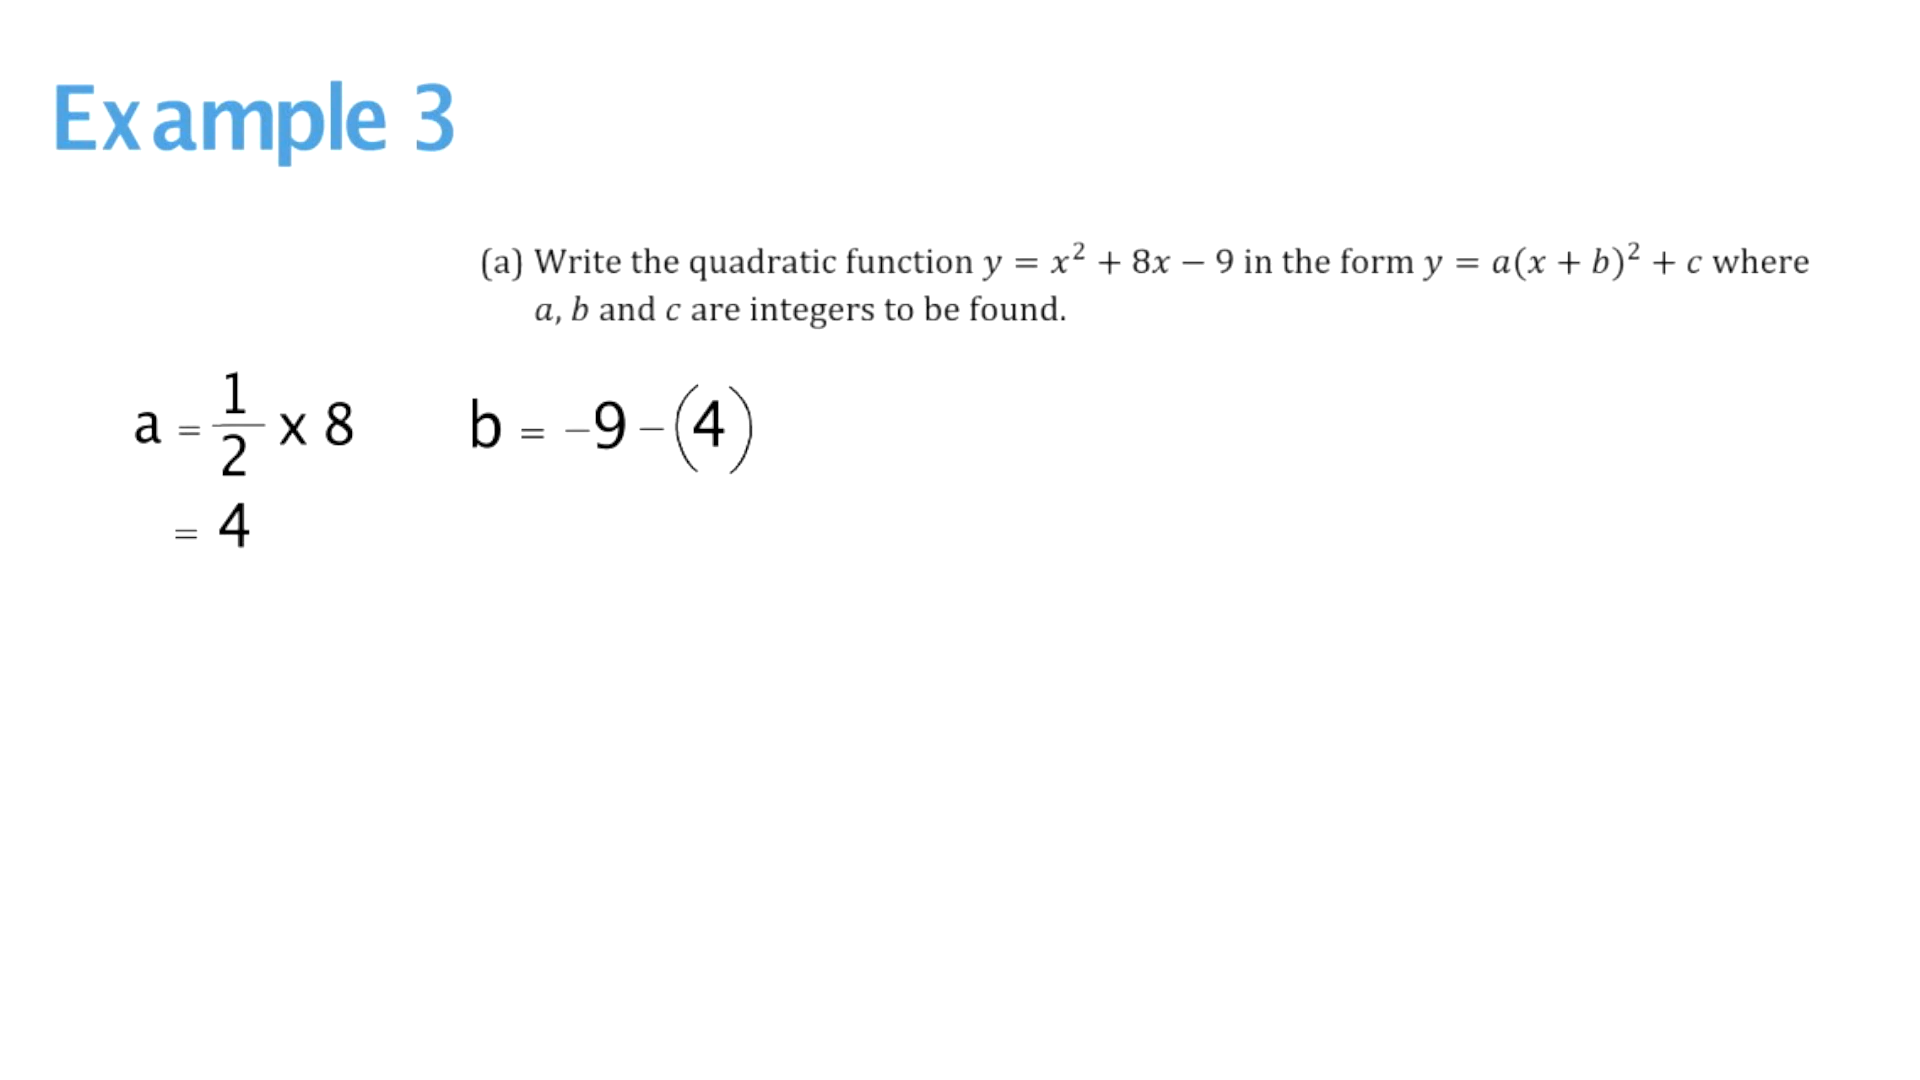 Example 3
(a) Write the quadratic function y = x² + 8x − 9 in the form y = a(x + b)² + c where
a, b and c are integers to be found.
a = 1/2 x 8 b = −9 − (4)
= 4